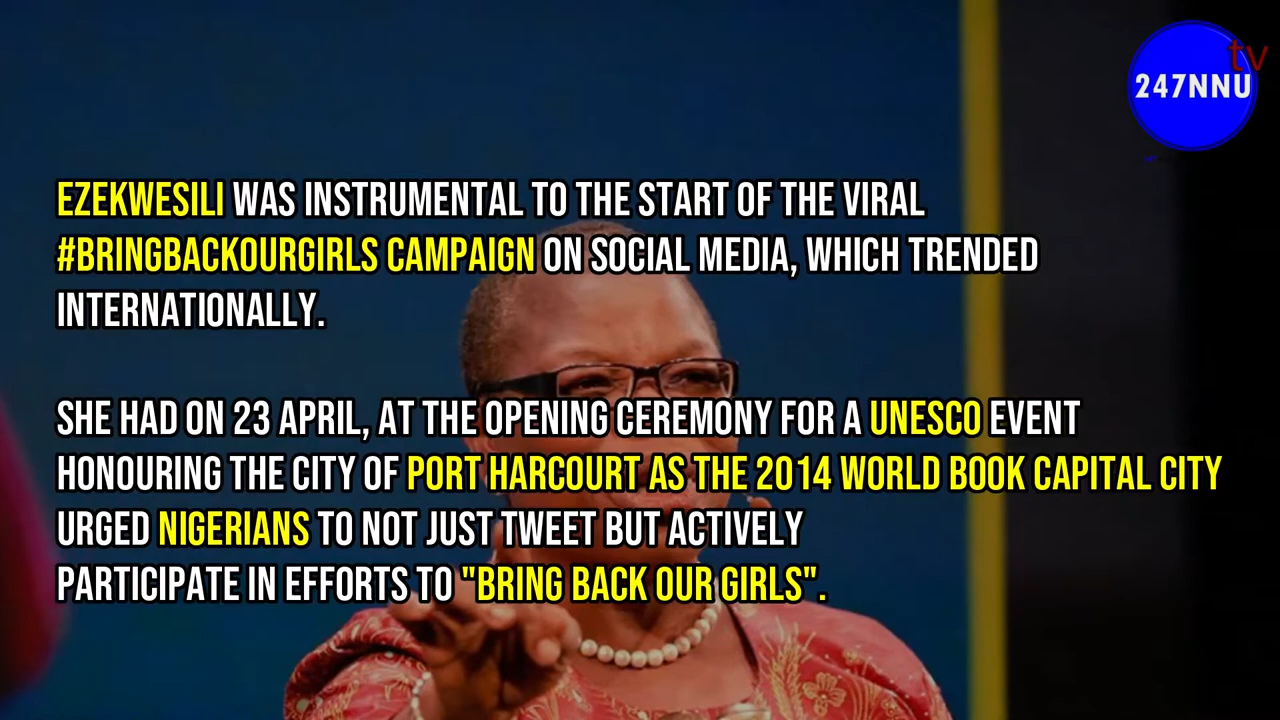 tv
247NNU
EZEKWESILI WAS INSTRUMENTAL TO THE START OF THE VIRAL
#BRINGBACKOURGIRLS CAMPAIGN ON SOCIAL MEDIA, WHICH TRENDED
INTERNATIONALLY.
SHE HAD ON 23 APRIL, AT THE OPENING CEREMONY FOR A UNESCO EVENT
HONOURING THE CITY OF PORT HARCOURT AS THE 2014 WORLD BOOK CAPITAL CITY
URGED NIGERIANS TO NOT JUST TWEET BUT ACTIVELY
PARTICIPATE IN EFFORTS TO "BRING BACK OUR GIRLS".